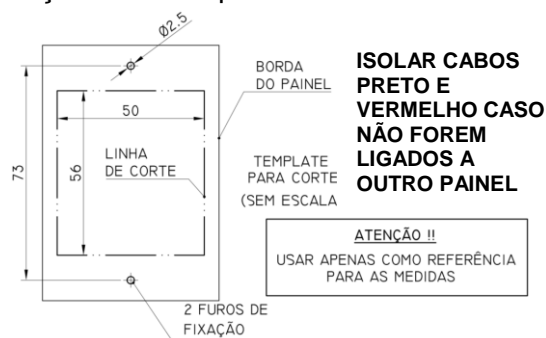 Ø2.5
BORDA
DO PAINEL
ISOLAR CABOS
PRETO E
VERMELHO CASO
NÃO FOREM
LIGADOS A
OUTRO PAINEL
50
73
56
LINHA
DE CORTE
TEMPLATE
PARA CORTE
(SEM ESCALA
ATENÇÃO !!
USAR APENAS COMO REFERÊNCIA
PARA AS MEDIDAS
2 FUROS DE
FIXAÇÃO